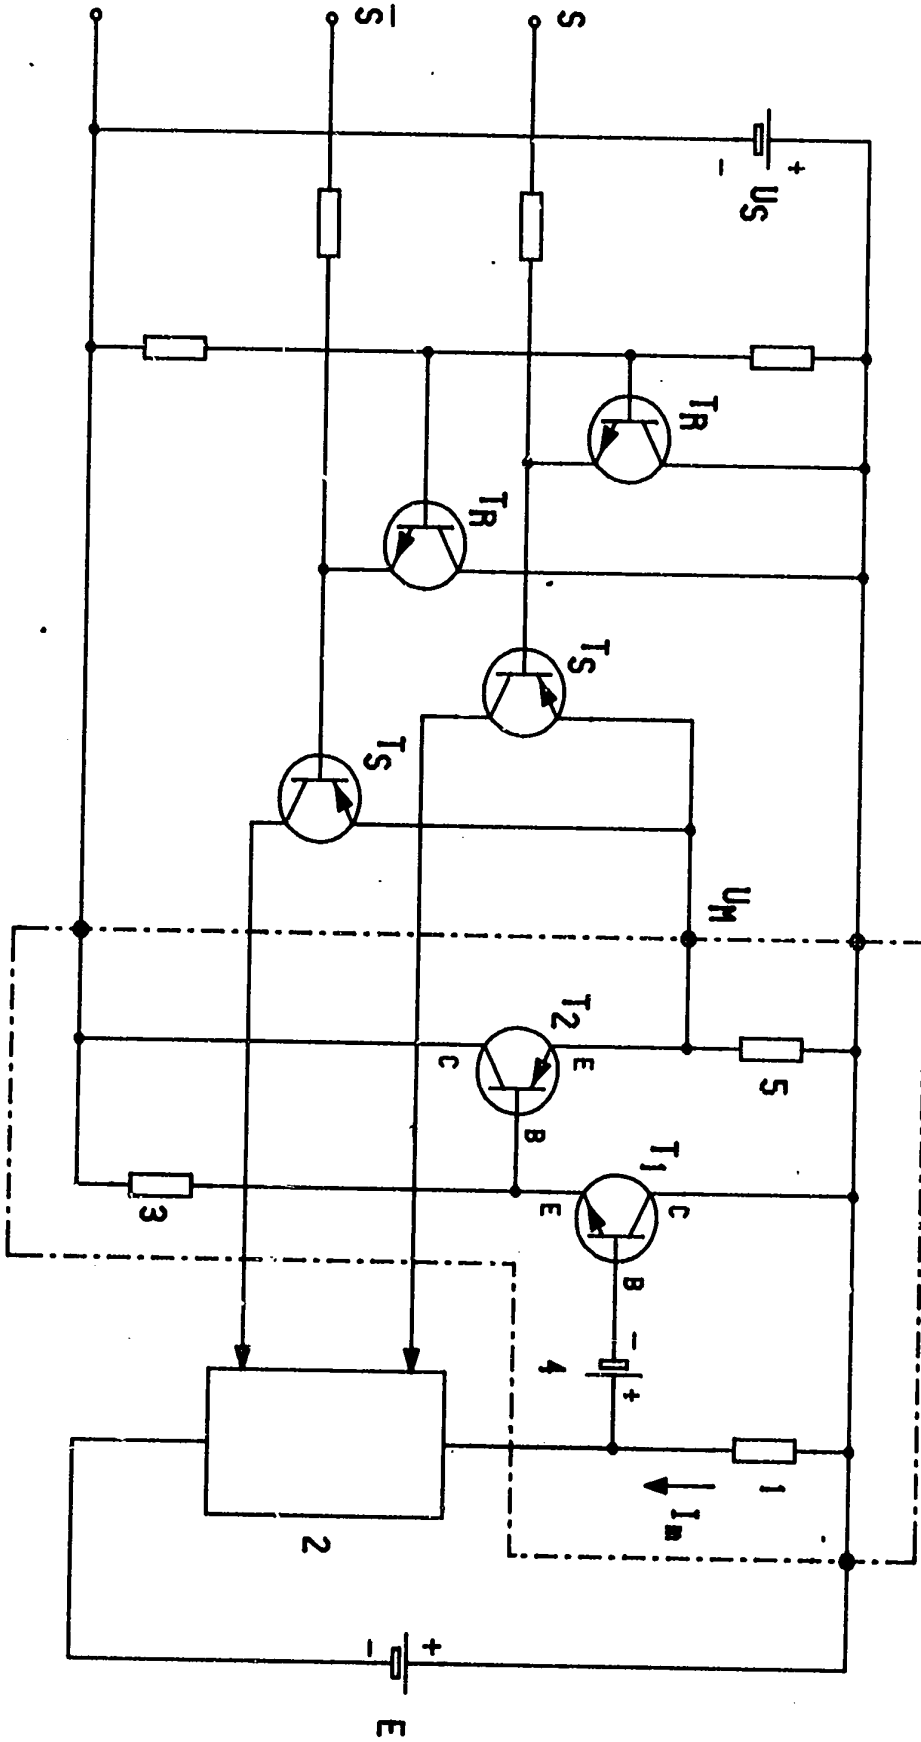 S̅
S
+
-
U_S
T_R
T_R
T_S
T_S
U_M
T_2
E
C
B
5
T_1
C
E
B
3
-
+
4
1
I_m
2
+
-
E